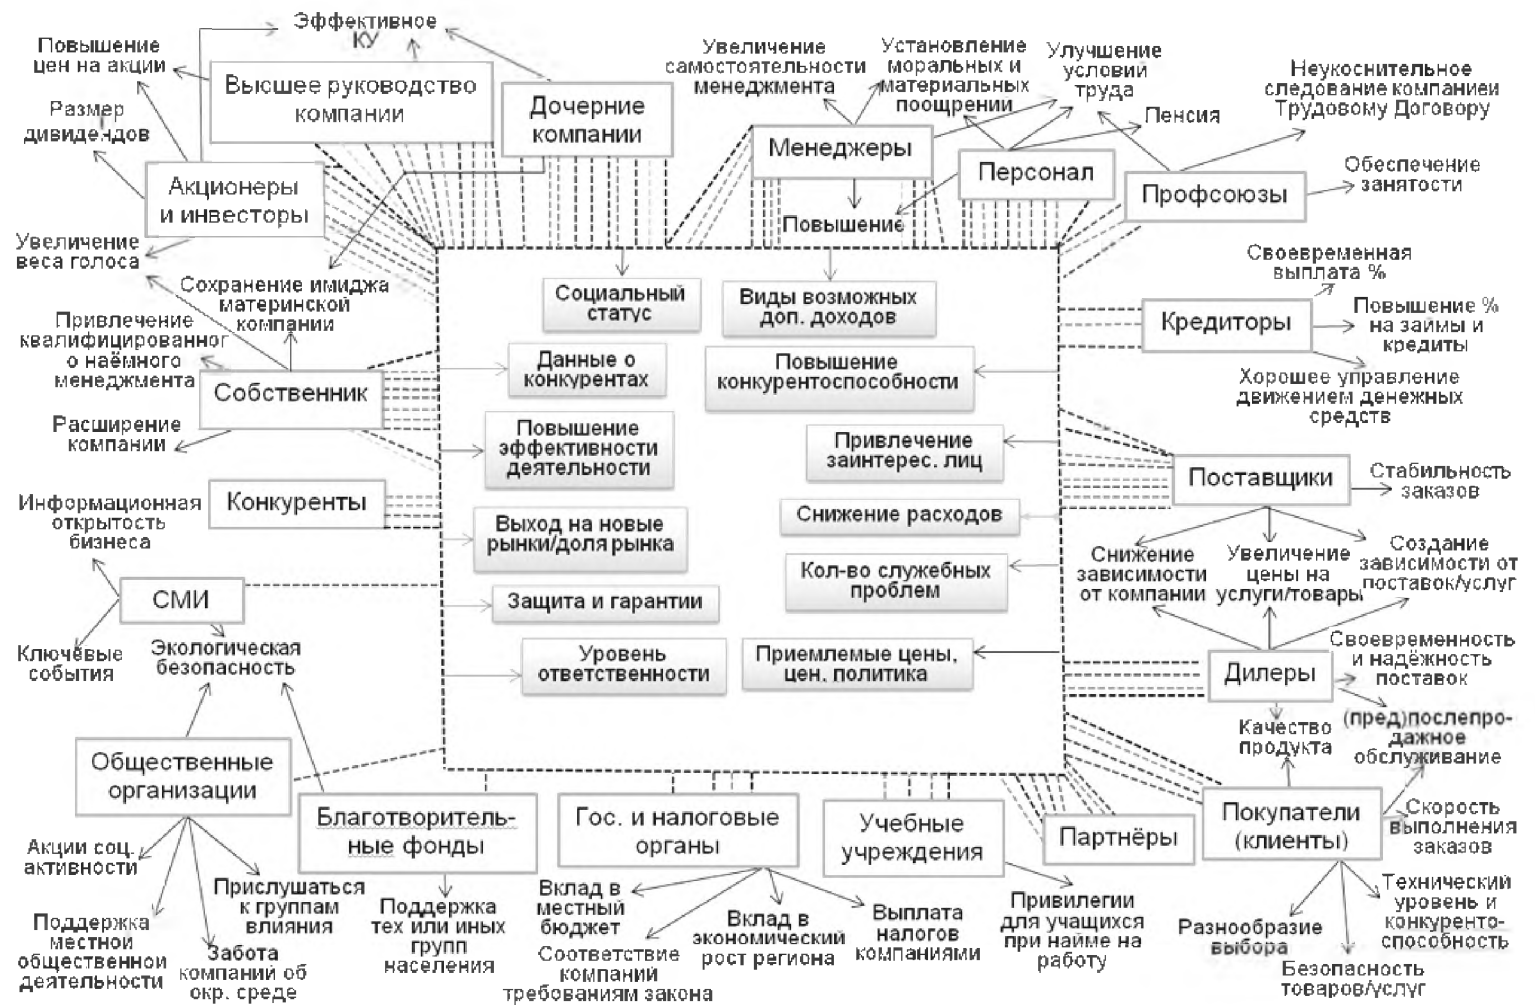 Эффективное
КУ
Повышение
цен на акции
Высшее руководство
компании
Дочерние
компании
Увеличение
самостоятельности
менеджмента
Установление
моральных и
материальных
поощрений
Улучшение
условий
труда
Неукоснительное
следование компанией
Трудовому Договору
Размер
дивидендов
Пенсия
Менеджеры
Персонал
Обеспечение
занятости
Акционеры
и инвесторы
Профсоюзы
Повышение
Увеличение
веса голоса
Сохранение имиджа
материнской
компании
Своевременная
выплата %
Социальный
статус
Виды возможных
доп. доходов
Кредиторы
Повышение %
на займы и
кредиты
Привлечение
квалифицированног
о наёмного
менеджмента
Данные о
конкурентах
Повышение
конкурентоспособности
Собственник
Хорошее управление
движением денежных
средств
Расширение
компании
Повышение
эффективности
деятельности
Привлечение
заинтерес. лиц
Поставщики
Стабильность
заказов
Информационная
открытость
бизнеса
Конкуренты
Выход на новые
рынки/доля рынка
Снижение расходов
Снижение
зависимости
от компании
Увеличение
цены на
услуги/товары
Создание
зависимости от
поставок/услуг
СМИ
Защита и гарантии
Кол-во служебных
проблем
Ключевые
события
Экологическая
безопасность
Уровень
ответственности
Приемлемые цены,
цен. политика
Дилеры
Своевременность
и надёжность
поставок
Качество
продукта
(пред)послепро-
дажное
обслуживание
Общественные
организации
Благотворитель-
ные фонды
Гос. и налоговые
органы
Учебные
учреждения
Партнёры
Покупатели
(клиенты)
Скорость
выполнения
заказов
Акции соц.
активности
Прислушаться
к группам
влияния
Поддержка
местной
общественной
деятельности
Забота
компаний об
окр. среде
Поддержка
тех или иных
групп
населения
Вклад в
местный
бюджет
Соответствие
компаний
требованиям закона
Вклад в
экономический
рост региона
Выплата
налогов
компаниями
Привилегии
для учащихся
при найме на
работу
Разнообразие
выбора
Безопасность
товаров/услуг
Технический
уровень и
конкуренто-
способность